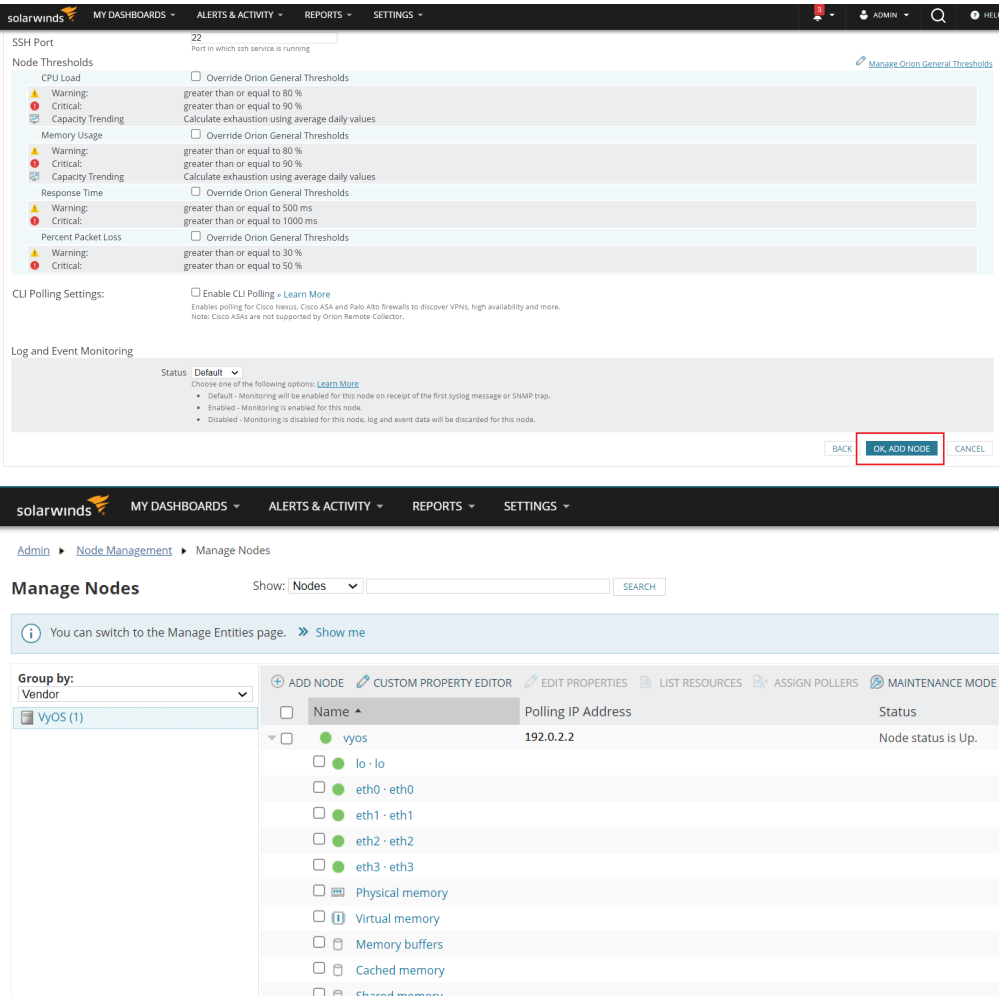 solarwinds MY DASHBOARDS ALERTS & ACTIVITY REPORTS SETTINGS 3 ADMIN HELP
SSH Port 22
Port in which ssh service is running
Node Thresholds Manage Orion General Thresholds
CPU Load Override Orion General Thresholds
Warning: greater than or equal to 80 %
Critical: greater than or equal to 90 %
Capacity Trending Calculate exhaustion using average daily values
Memory Usage Override Orion General Thresholds
Warning: greater than or equal to 80 %
Critical: greater than or equal to 90 %
Capacity Trending Calculate exhaustion using average daily values
Response Time Override Orion General Thresholds
Warning: greater than or equal to 500 ms
Critical: greater than or equal to 1000 ms
Percent Packet Loss Override Orion General Thresholds
Warning: greater than or equal to 30 %
Critical: greater than or equal to 50 %
CLI Polling Settings: Enable CLI Polling » Learn More
Enables polling for Cisco Nexus, Cisco ASA and Palo Alto firewalls to discover VPNs, high availability and more.
Note: Cisco ASAs are not supported by Orion Remote Collector.
Log and Event Monitoring
Status Default
Choose one of the following options: Learn More
• Default - Monitoring will be enabled for this node on receipt of the first syslog message or SNMP trap.
• Enabled - Monitoring is enabled for this node.
• Disabled - Monitoring is disabled for this node, log and event data will be discarded for this node.
BACK OK, ADD NODE CANCEL
solarwinds MY DASHBOARDS ALERTS & ACTIVITY REPORTS SETTINGS
Admin Node Management Manage Nodes
Manage Nodes Show: Nodes SEARCH
You can switch to the Manage Entities page. » Show me
Group by:
Vendor
VyOS (1)
ADD NODE CUSTOM PROPERTY EDITOR EDIT PROPERTIES LIST RESOURCES ASSIGN POLLERS MAINTENANCE MODE
Name Polling IP Address Status
vyos 192.0.2.2 Node status is Up.
lo · lo
eth0 · eth0
eth1 · eth1
eth2 · eth2
eth3 · eth3
Physical memory
Virtual memory
Memory buffers
Cached memory
Shared memory